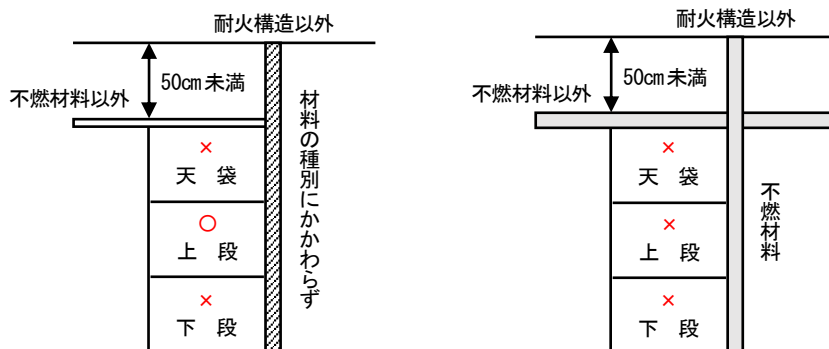 耐火構造以外
50cm未満
不燃材料以外
材料の種別にかかわらず
×
天 袋
○
上 段
×
下 段
耐火構造以外
50cm未満
不燃材料以外
不燃材料
×
天 袋
×
上 段
×
下 段